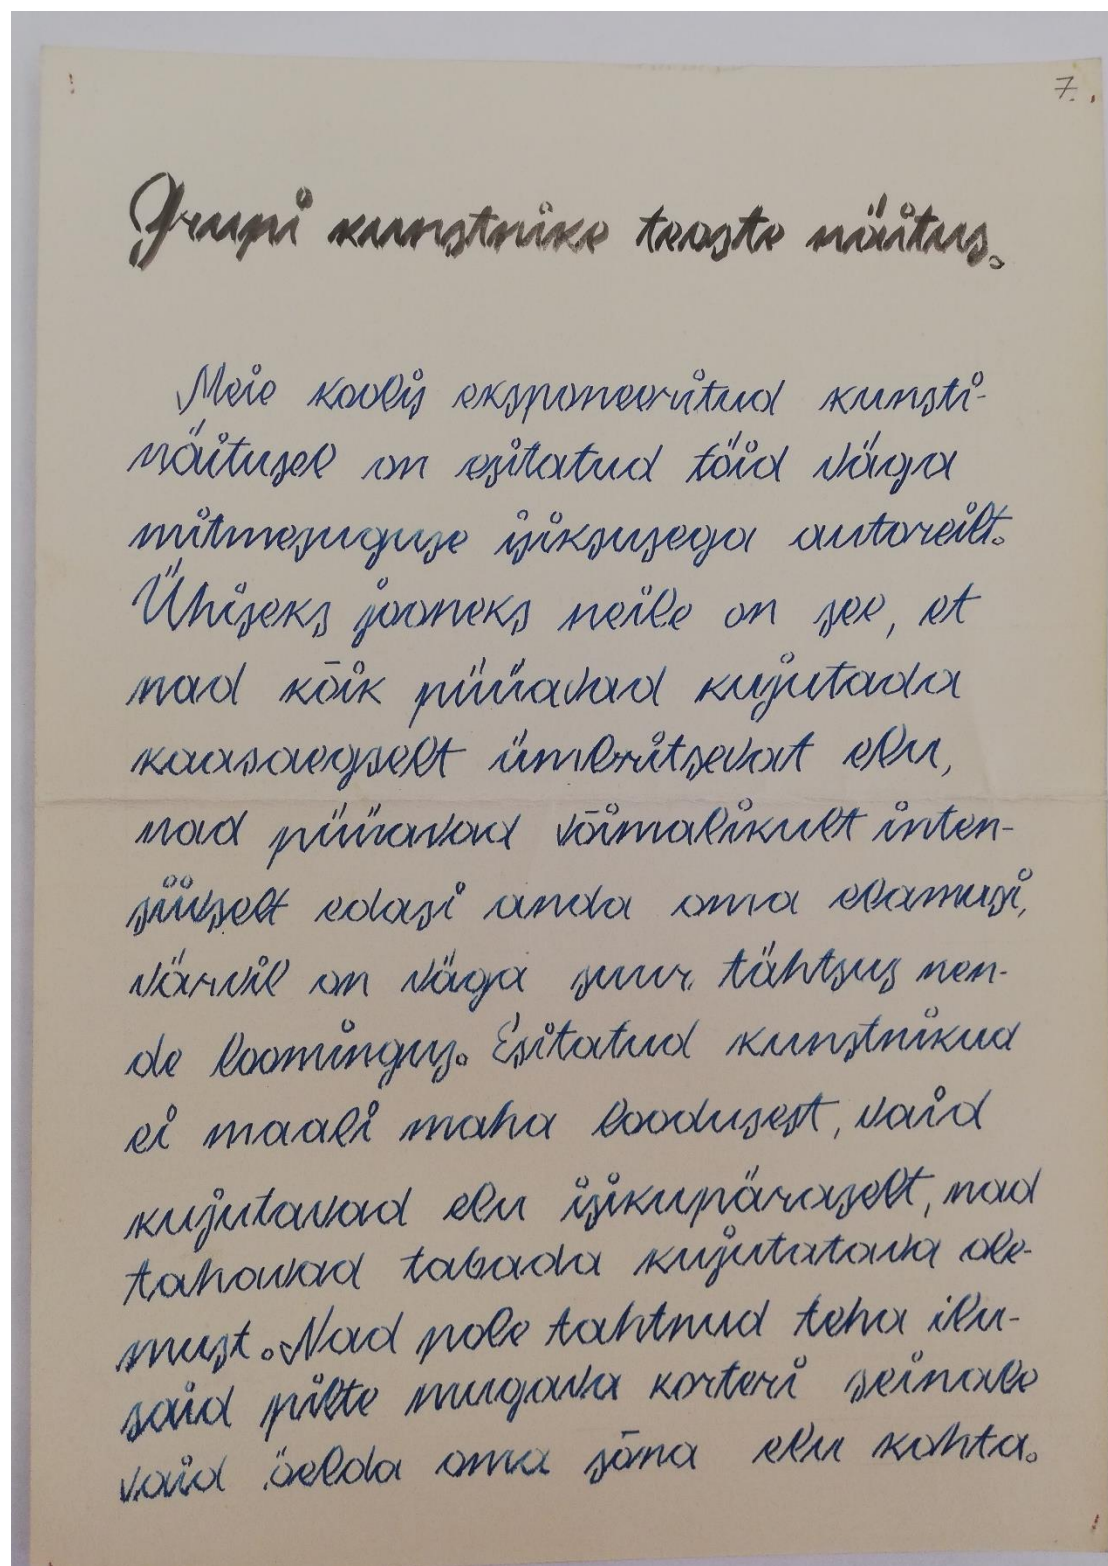 7.
Grupi kunstnike teoste näitus.
Meie koolis eksponeeritud kunsti-
näitusel on esitatud töid väga
mitmesuguse isiksusega autoreilt.
Ühiseks jooneks neile on see, et
nad kõik püüavad kujutada
kaasaegselt ümbritsevat elu,
nad püüavad võimalikult inten-
siivselt edasi anda oma elamusi,
värvil on väga suur tähtsus nen-
de loomingus. Esitatud kunstnikud
ei maali maha loodusest, vaid
kujutavad elu isikupäraselt, nad
tahavad tabada kujutatava ole-
must. Nad pole tahtnud teha ilu-
said pilte mugava korteri seinale
vaid öelda oma sõna elu kohta.